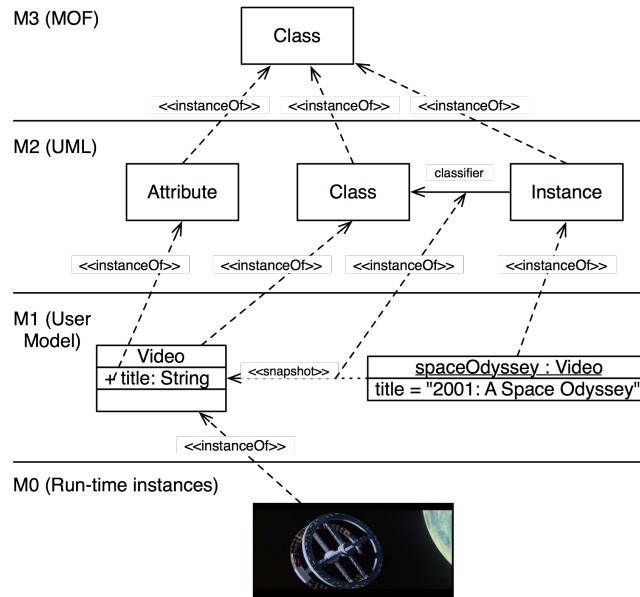 M3 (MOF)
Class
<<instanceOf>>
<<instanceOf>>
<<instanceOf>>
M2 (UML)
Attribute
Class
classifier
Instance
<<instanceOf>>
<<instanceOf>>
<<instanceOf>>
<<instanceOf>>
M1 (User
Model)
Video
+ title: String
<<snapshot>>
spaceOdyssey : Video
title = "2001: A Space Odyssey"
<<instanceOf>>
M0 (Run-time instances)